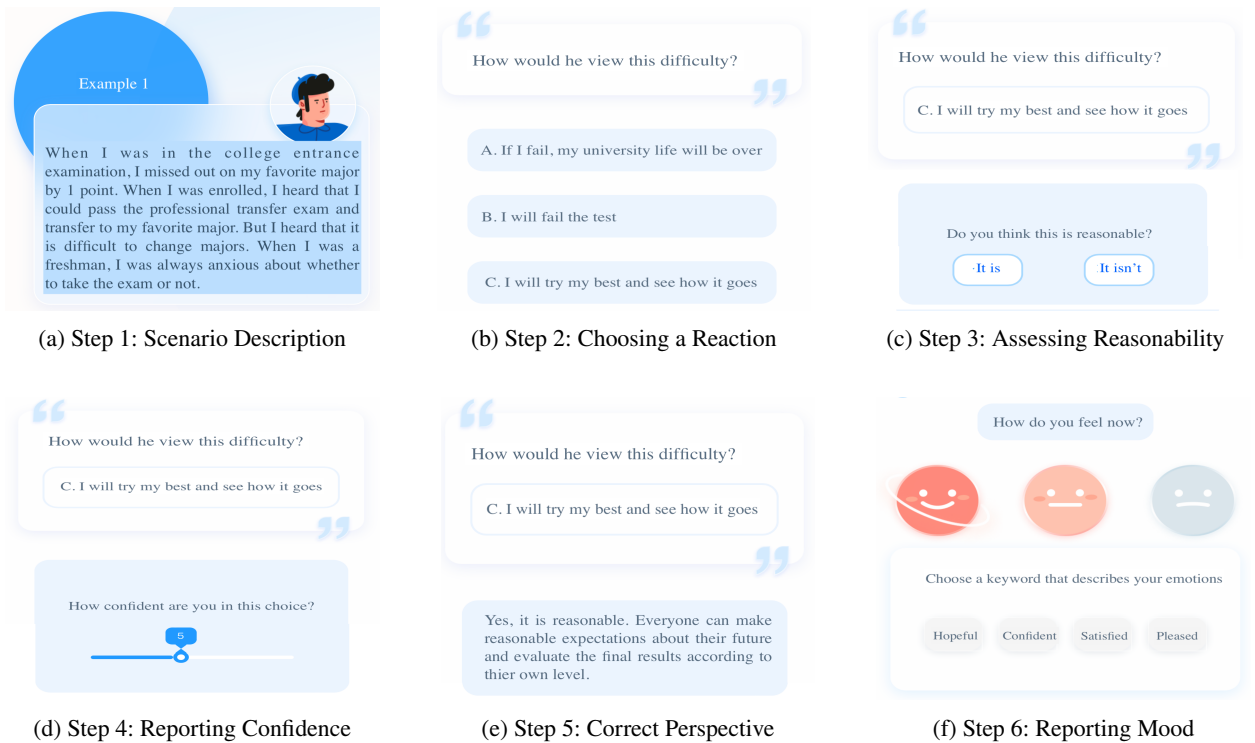 Example 1
When I was in the college entrance
examination, I missed out on my favorite major
by 1 point. When I was enrolled, I heard that I
could pass the professional transfer exam and
transfer to my favorite major. But I heard that it
is difficult to change majors. When I was a
freshman, I was always anxious about whether
to take the exam or not.
(a) Step 1: Scenario Description
“
How would he view this difficulty?
”
A. If I fail, my university life will be over
B. I will fail the test
C. I will try my best and see how it goes
(b) Step 2: Choosing a Reaction
“
How would he view this difficulty?
C. I will try my best and see how it goes
”
Do you think this is reasonable?
·It is
It isn't
(c) Step 3: Assessing Reasonability
“
How would he view this difficulty?
C. I will try my best and see how it goes
”
How confident are you in this choice?
5
(d) Step 4: Reporting Confidence
“
How would he view this difficulty?
C. I will try my best and see how it goes
”
Yes, it is reasonable. Everyone can make
reasonable expectations about their future
and evaluate the final results according to
thier own level.
(e) Step 5: Correct Perspective
How do you feel now?
Choose a keyword that describes your emotions
Hopeful Confident Satisfied Pleased
(f) Step 6: Reporting Mood